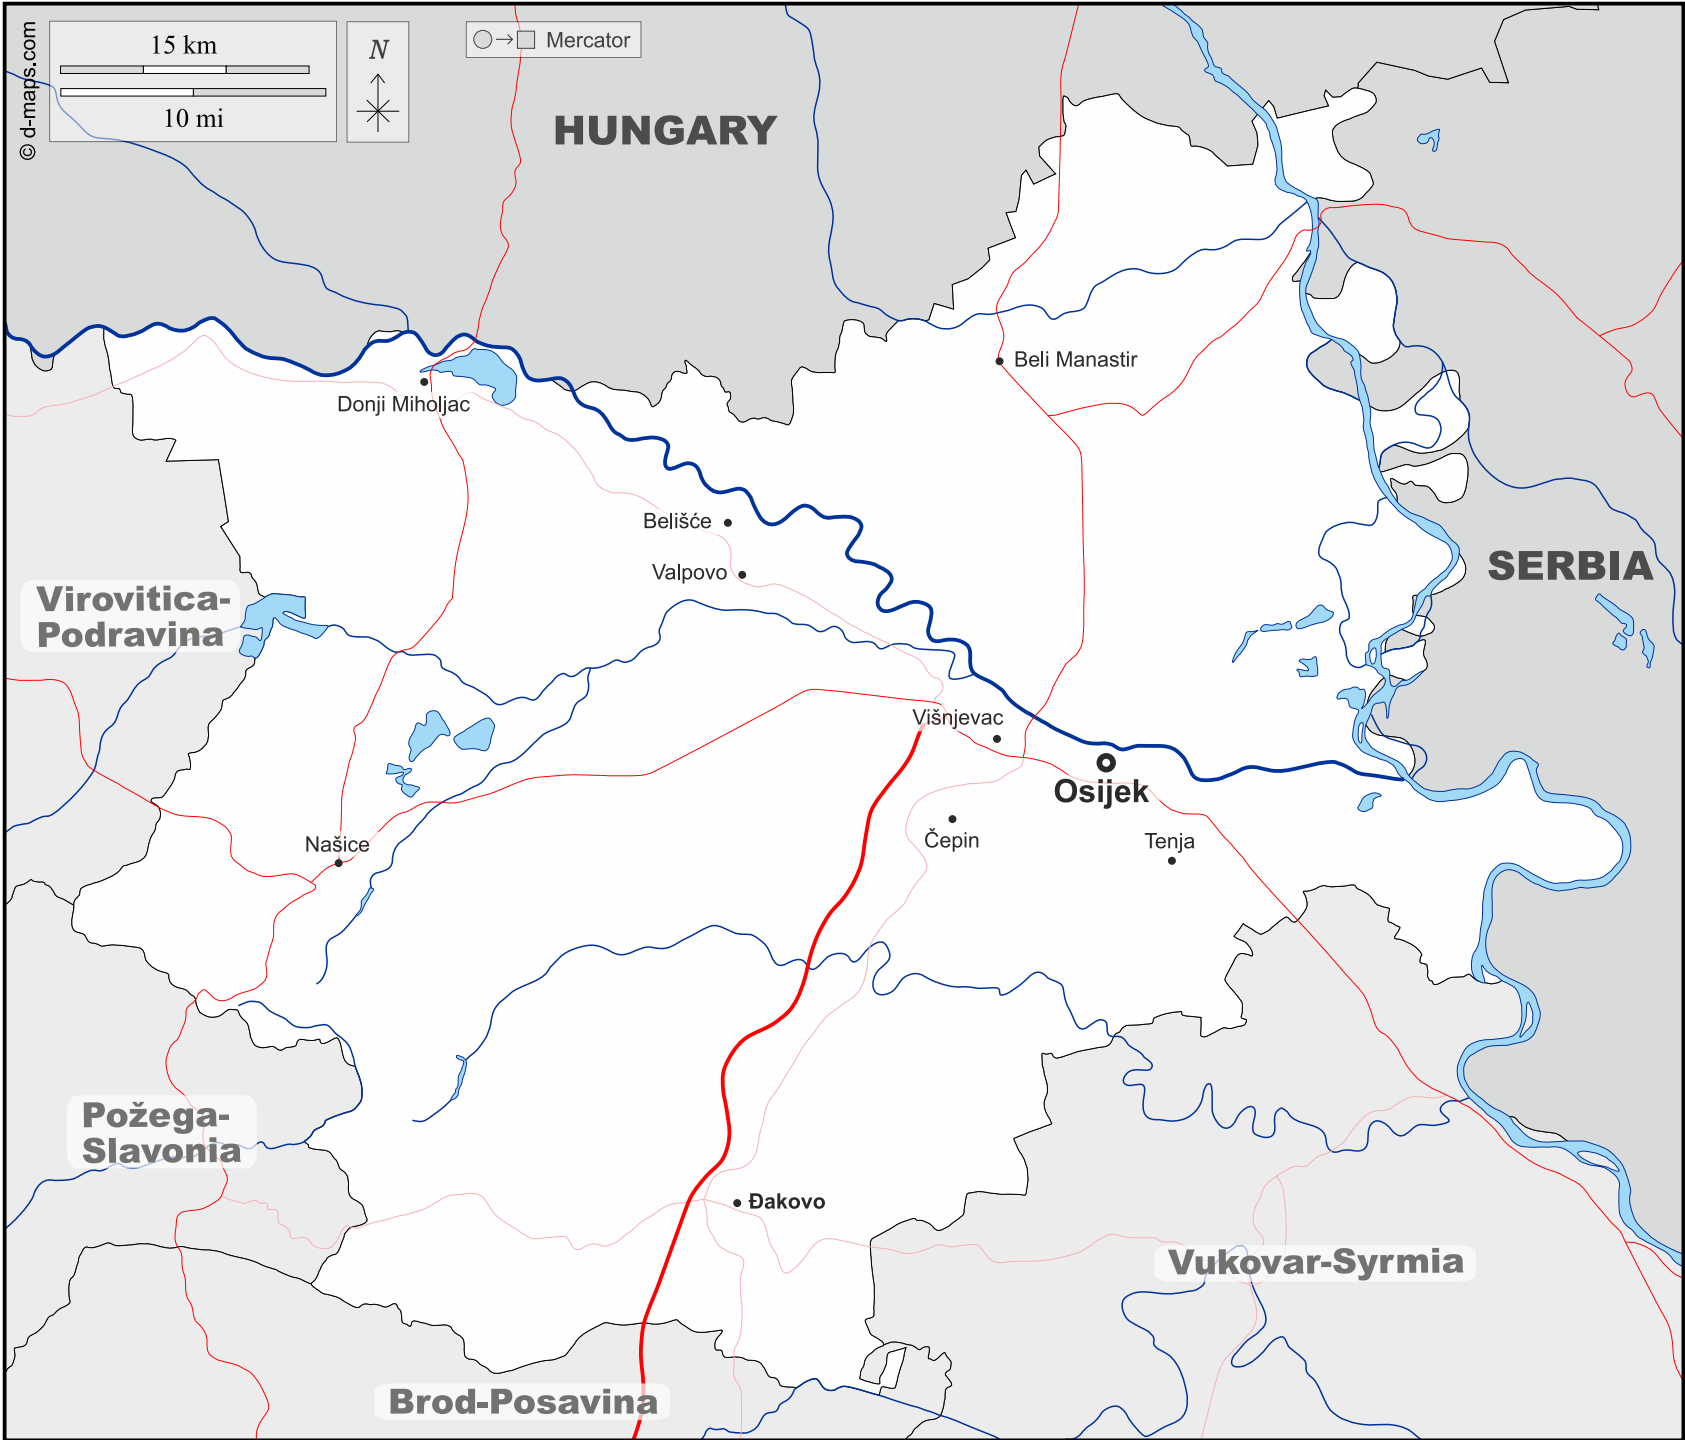 © d-maps.com
15 km
10 mi
N
Mercator
HUNGARY
Beli Manastir
Donji Miholjac
Belišće
Valpovo
SERBIA
Virovitica-
Podravina
Višnjevac
Osijek
Čepin
Tenja
Našice
Požega-
Slavonia
Đakovo
Vukovar-Syrmia
Brod-Posavina